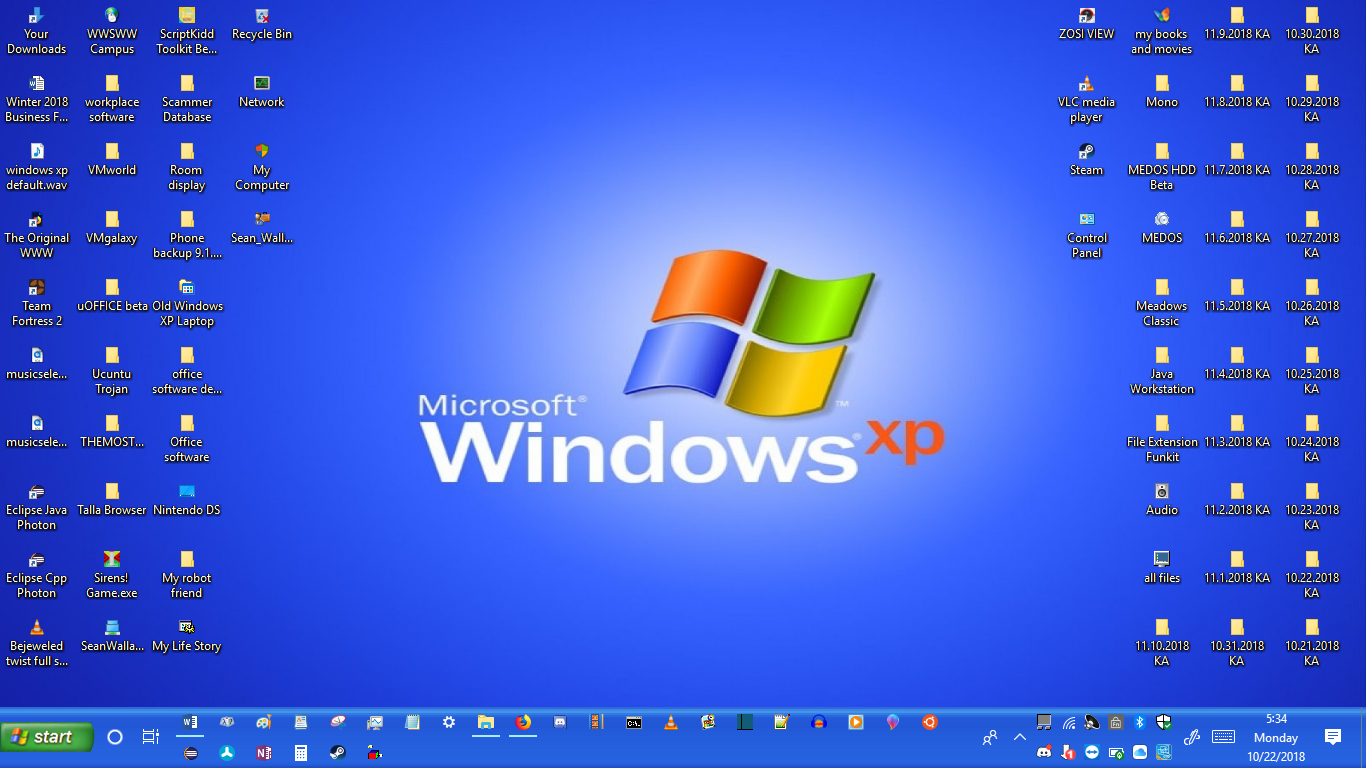 Your
Downloads
WWSWW
Campus
ScriptKidd
Toolkit Be...
Recycle Bin
Winter 2018
Business F...
workplace
software
Scammer
Database
Network
windows xp
default.wav
VMworld
Room
display
My
Computer
The Original
WWW
VMgalaxy
Phone
backup 9.1....
Sean_Wall...
Team
Fortress 2
uOFFICE beta
Old Windows
XP Laptop
musicsele...
Ucuntu
Trojan
office
software de...
musicsele...
THEMOST...
Office
software
Eclipse Java
Photon
Talla Browser
Nintendo DS
Eclipse Cpp
Photon
Sirens!
Game.exe
My robot
friend
Bejeweled
twist full s...
SeanWalla...
My Life Story
Microsoft®
Windows® xp
™
ZOSI VIEW
my books
and movies
11.9.2018 KA
10.30.2018
KA
VLC media
player
Mono
11.8.2018 KA
10.29.2018
KA
Steam
MEDOS HDD
Beta
11.7.2018 KA
10.28.2018
KA
Control
Panel
MEDOS
11.6.2018 KA
10.27.2018
KA
Meadows
Classic
11.5.2018 KA
10.26.2018
KA
Java
Workstation
11.4.2018 KA
10.25.2018
KA
File Extension
Funkit
11.3.2018 KA
10.24.2018
KA
Audio
11.2.2018 KA
10.23.2018
KA
all files
11.1.2018 KA
10.22.2018
KA
11.10.2018
KA
10.31.2018
KA
10.21.2018
KA
start
5:34
Monday
10/22/2018